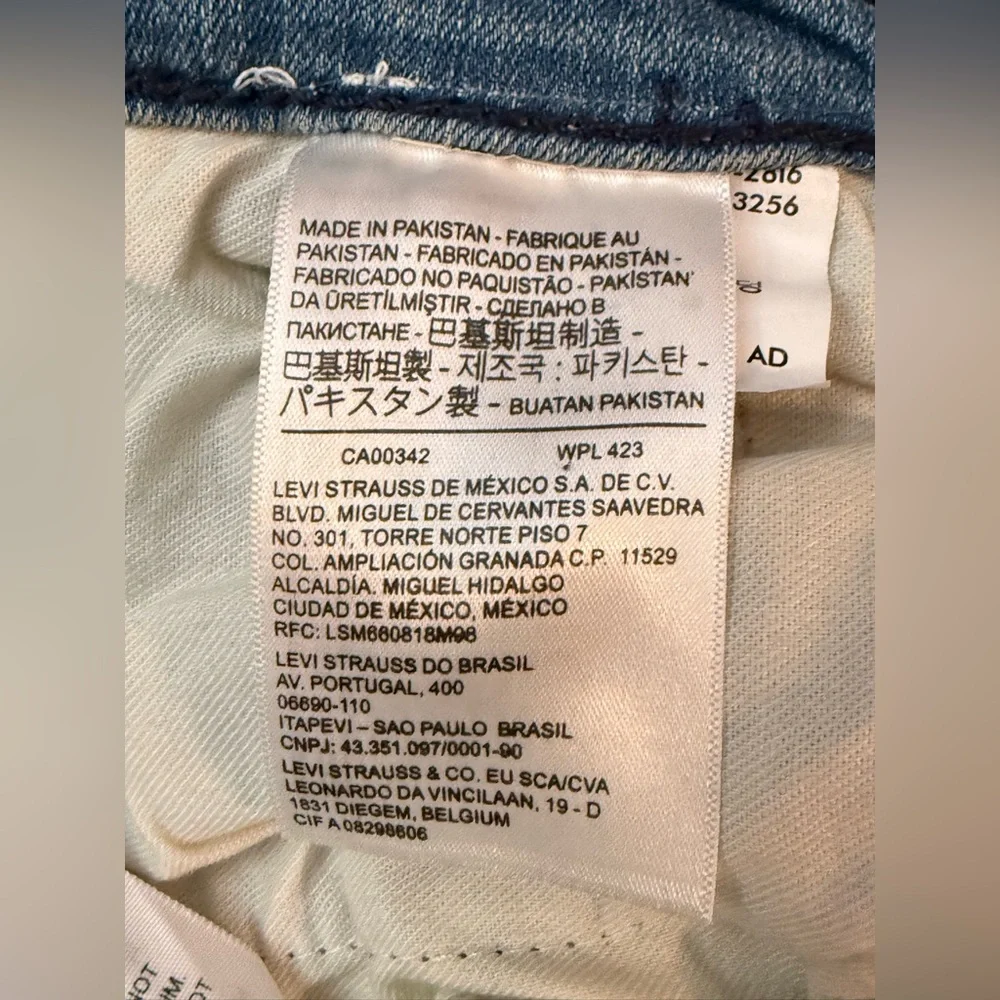 MADE IN PAKISTAN - FABRIQUE AU
PAKISTAN - FABRICADO EN PAKISTÁN -
FABRICADO NO PAQUISTÃO - PAKİSTAN'
DA ÜRETİLMİŞTIR - СДЕЛАНО В
ПАКИСТАНЕ - 巴基斯坦制造 -
巴基斯坦製 - 제조국 : 파키스탄 -
パキスタン製 - BUATAN PAKISTAN
CA00342 WPL 423
LEVI STRAUSS DE MÉXICO S.A. DE C.V.
BLVD. MIGUEL DE CERVANTES SAAVEDRA
NO. 301, TORRE NORTE PISO 7
COL. AMPLIACIÓN GRANADA C.P. 11529
ALCALDÍA. MIGUEL HIDALGO
CIUDAD DE MÉXICO, MÉXICO
RFC: LSM660818M98
LEVI STRAUSS DO BRASIL
AV. PORTUGAL, 400
06690-110
ITAPEVI – SAO PAULO BRASIL
CNPJ: 43.351.097/0001-90
LEVI STRAUSS & CO. EU SCA/CVA
LEONARDO DA VINCILAAN, 19 - D
1831 DIEGEM, BELGIUM
CIF A 08298606
-2816
3256
AD